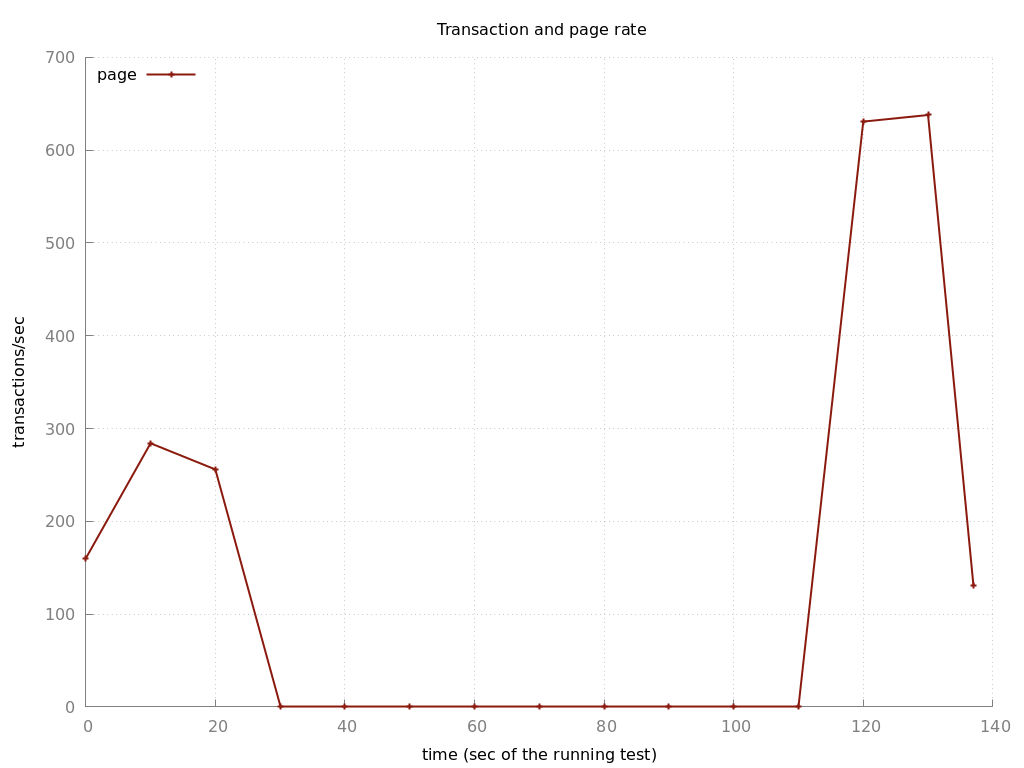 Transaction and page rate
700
page
600
500
400
300
200
100
0
transactions/sec
0 20 40 60 80 100 120 140
time (sec of the running test)